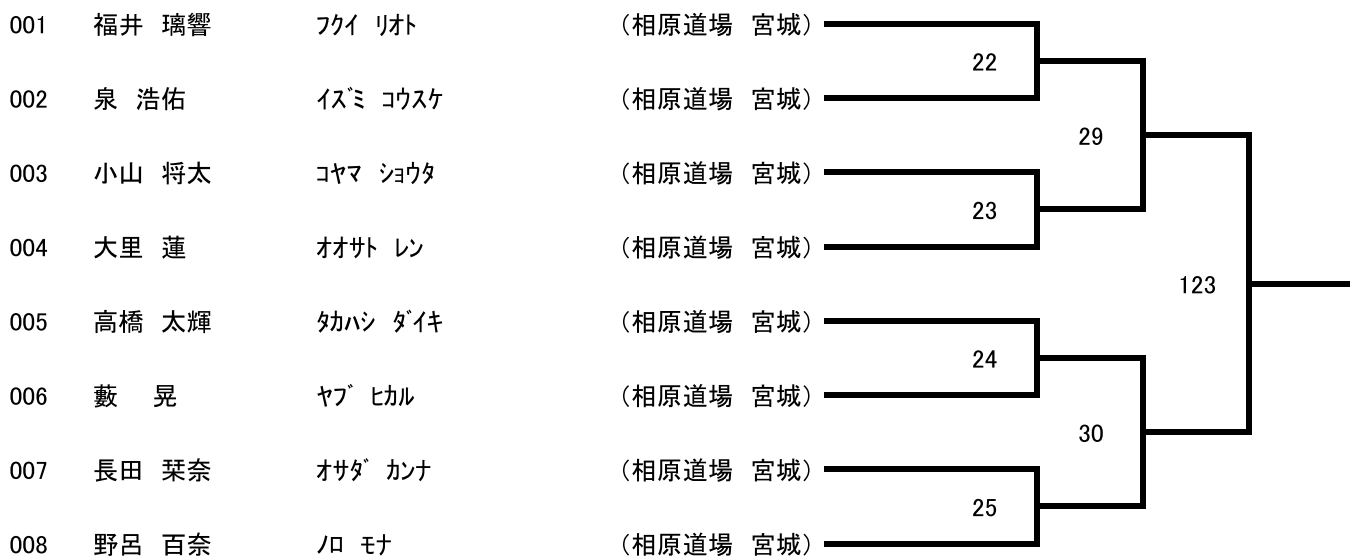 001 福井 璃響 ﾌｸｲ ﾘｵﾄ （相原道場 宮城）
22
002 泉 浩佑 ｲｽﾞﾐ ｺｳｽｹ （相原道場 宮城）
29
003 小山 将太 ｺﾔﾏ ｼｮｳﾀ （相原道場 宮城）
23
004 大里 蓮 ｵｵｻﾄ ﾚﾝ （相原道場 宮城）
123
005 高橋 太輝 ﾀｶﾊｼ ﾀﾞｲｷ （相原道場 宮城）
24
006 藪 晃 ﾔﾌﾞ ﾋｶﾙ （相原道場 宮城）
30
007 長田 栞奈 ｵｻﾀﾞ ｶﾝﾅ （相原道場 宮城）
25
008 野呂 百奈 ﾉﾛ ﾓﾅ （相原道場 宮城）